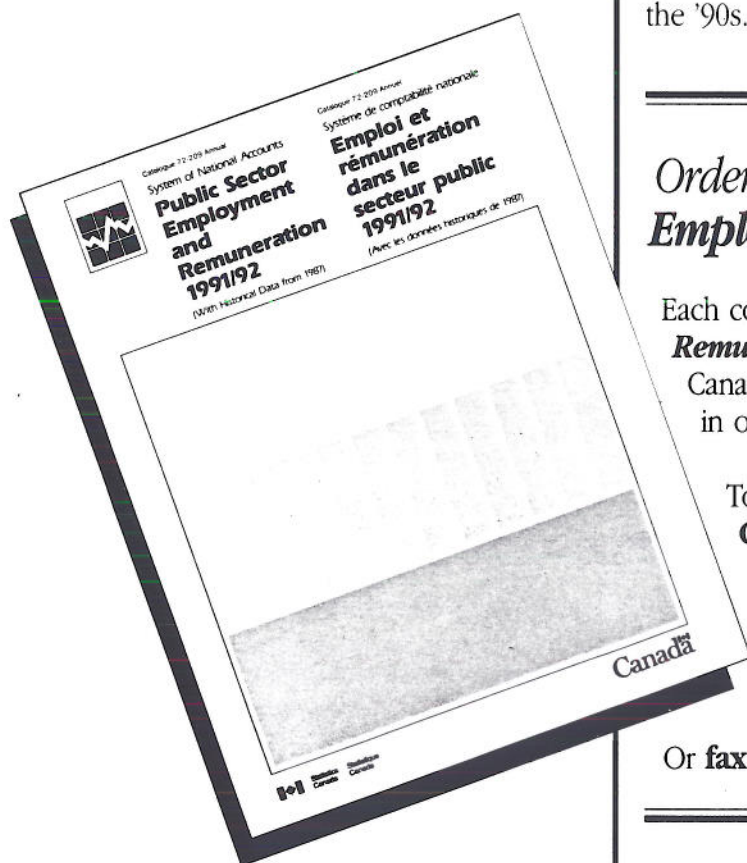 the '90s.
Catalogue 72-209 Annual
System of National Accounts
Public Sector
Employment
and
Remuneration
1991/92
(With Historical Data from 1987)
Catalogue 72-209 Annuel
Système de comptabilité nationale
Emploi et
rémunération
dans le
secteur public
1991/92
(Avec les données historiques de 1987)
Canada
Statistics
Canada
Statistique
Canada
Order
Empl
Each co
Remu
Cana
in o
To
Or fax